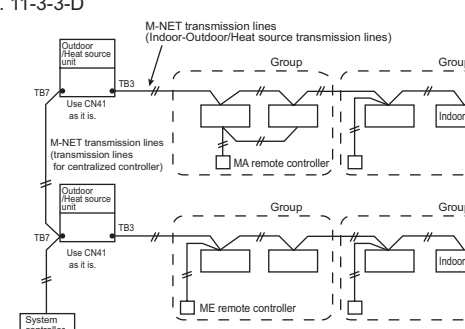 . 11-3-3-D
M-NET transmission lines
(Indoor-Outdoor/Heat source transmission lines)
Outdoor
/Heat source
unit
TB7
TB3
Use CN41
as it is.
Group
Group
Indoor
MA remote controller
M-NET transmission lines
(transmission lines
for centralized controller)
Outdoor
/Heat source
unit
TB7
TB3
Use CN41
as it is.
Group
Group
Indoor
ME remote controller
System
controller